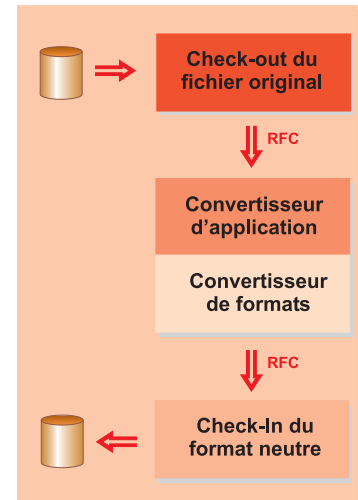 Check-out du
fichier original
RFC
Convertisseur
d'application
Convertisseur
de formats
RFC
Check-In du
format neutre